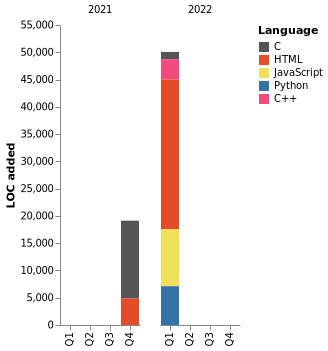 2021 2022
Language
C
HTML
JavaScript
Python
C++
LOC added
55,000
50,000
45,000
40,000
35,000
30,000
25,000
20,000
15,000
10,000
5,000
0
Q1 Q2 Q3 Q4 Q1 Q2 Q3 Q4